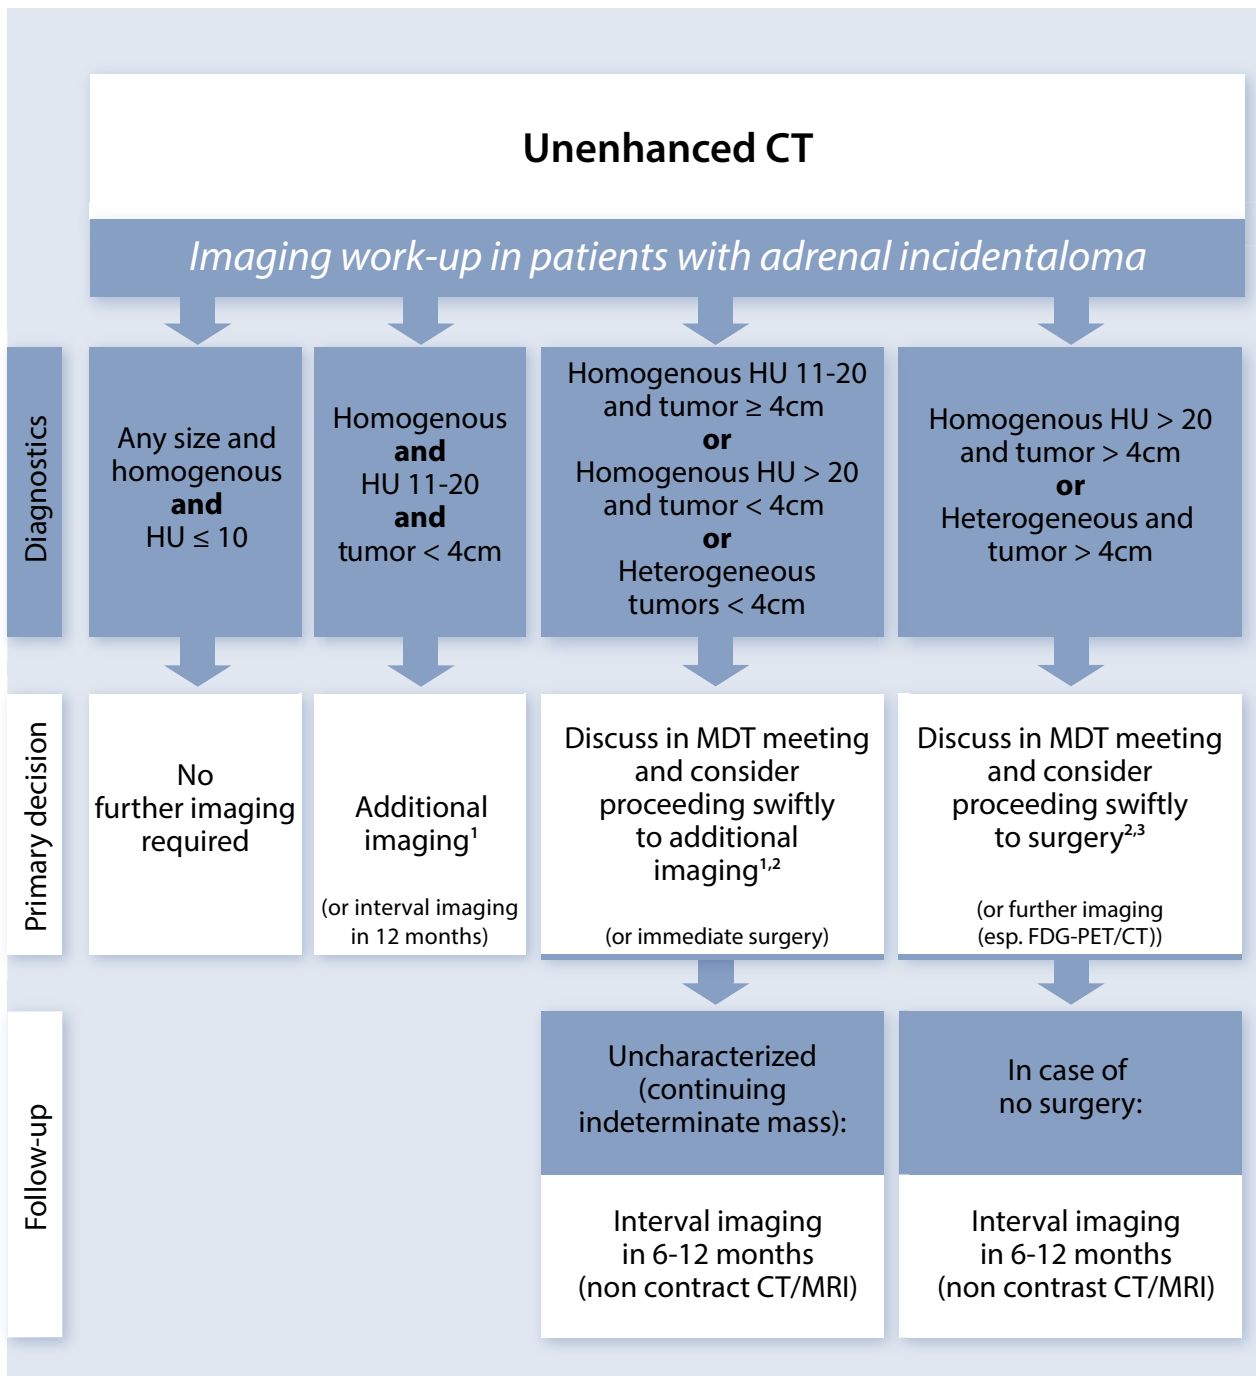 Unenhanced CT
Imaging work-up in patients with adrenal incidentaloma
Diagnostics
Any size and
homogenous
and
HU ≤ 10
Homogenous
and
HU 11-20
and
tumor < 4cm
Homogenous HU 11-20
and tumor ≥ 4cm
or
Homogenous HU > 20
and tumor < 4cm
or
Heterogeneous
tumors < 4cm
Homogenous HU > 20
and tumor > 4cm
or
Heterogeneous and
tumor > 4cm
Primary decision
No
further imaging
required
Additional
imaging¹
(or interval imaging
in 12 months)
Discuss in MDT meeting
and consider
proceeding swiftly
to additional
imaging¹,²
(or immediate surgery)
Discuss in MDT meeting
and consider
proceeding swiftly
to surgery²,³
(or further imaging
(esp. FDG-PET/CT))
Follow-up
Uncharacterized
(continuing
indeterminate mass):
Interval imaging
in 6-12 months
(non contract CT/MRI)
In case of
no surgery:
Interval imaging
in 6-12 months
(non contrast CT/MRI)